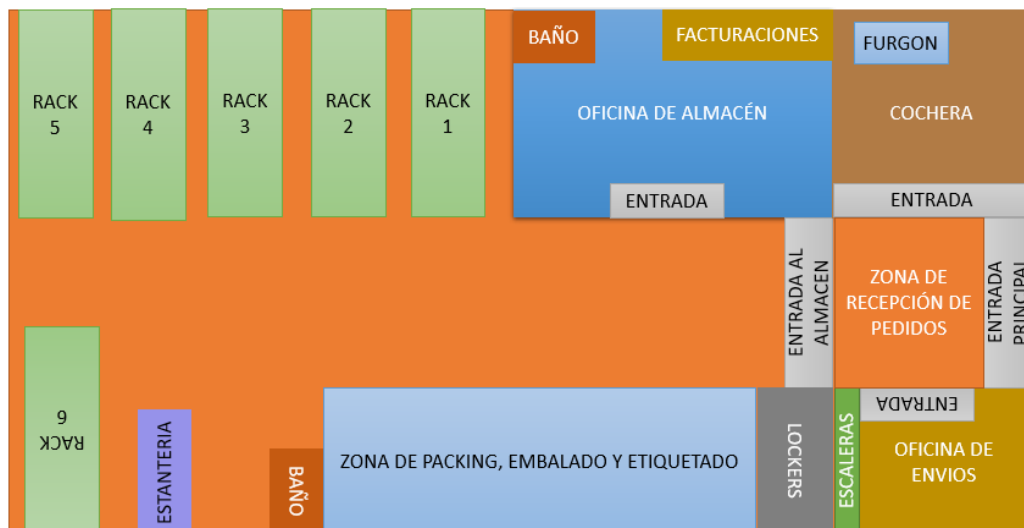 BAÑO
FACTURACIONES
FURGON
RACK
5
RACK
4
RACK
3
RACK
2
RACK
1
OFICINA DE ALMACÉN
COCHERA
ENTRADA
ENTRADA
ENTRADA AL
ALMACEN
ZONA DE
RECEPCIÓN DE
PEDIDOS
ENTRADA
PRINCIPAL
RACK
6
ESTANTERIA
BAÑO
ZONA DE PACKING, EMBALADO Y ETIQUETADO
LOCKERS
ESCALERAS
ENTRADA
OFICINA DE
ENVIOS